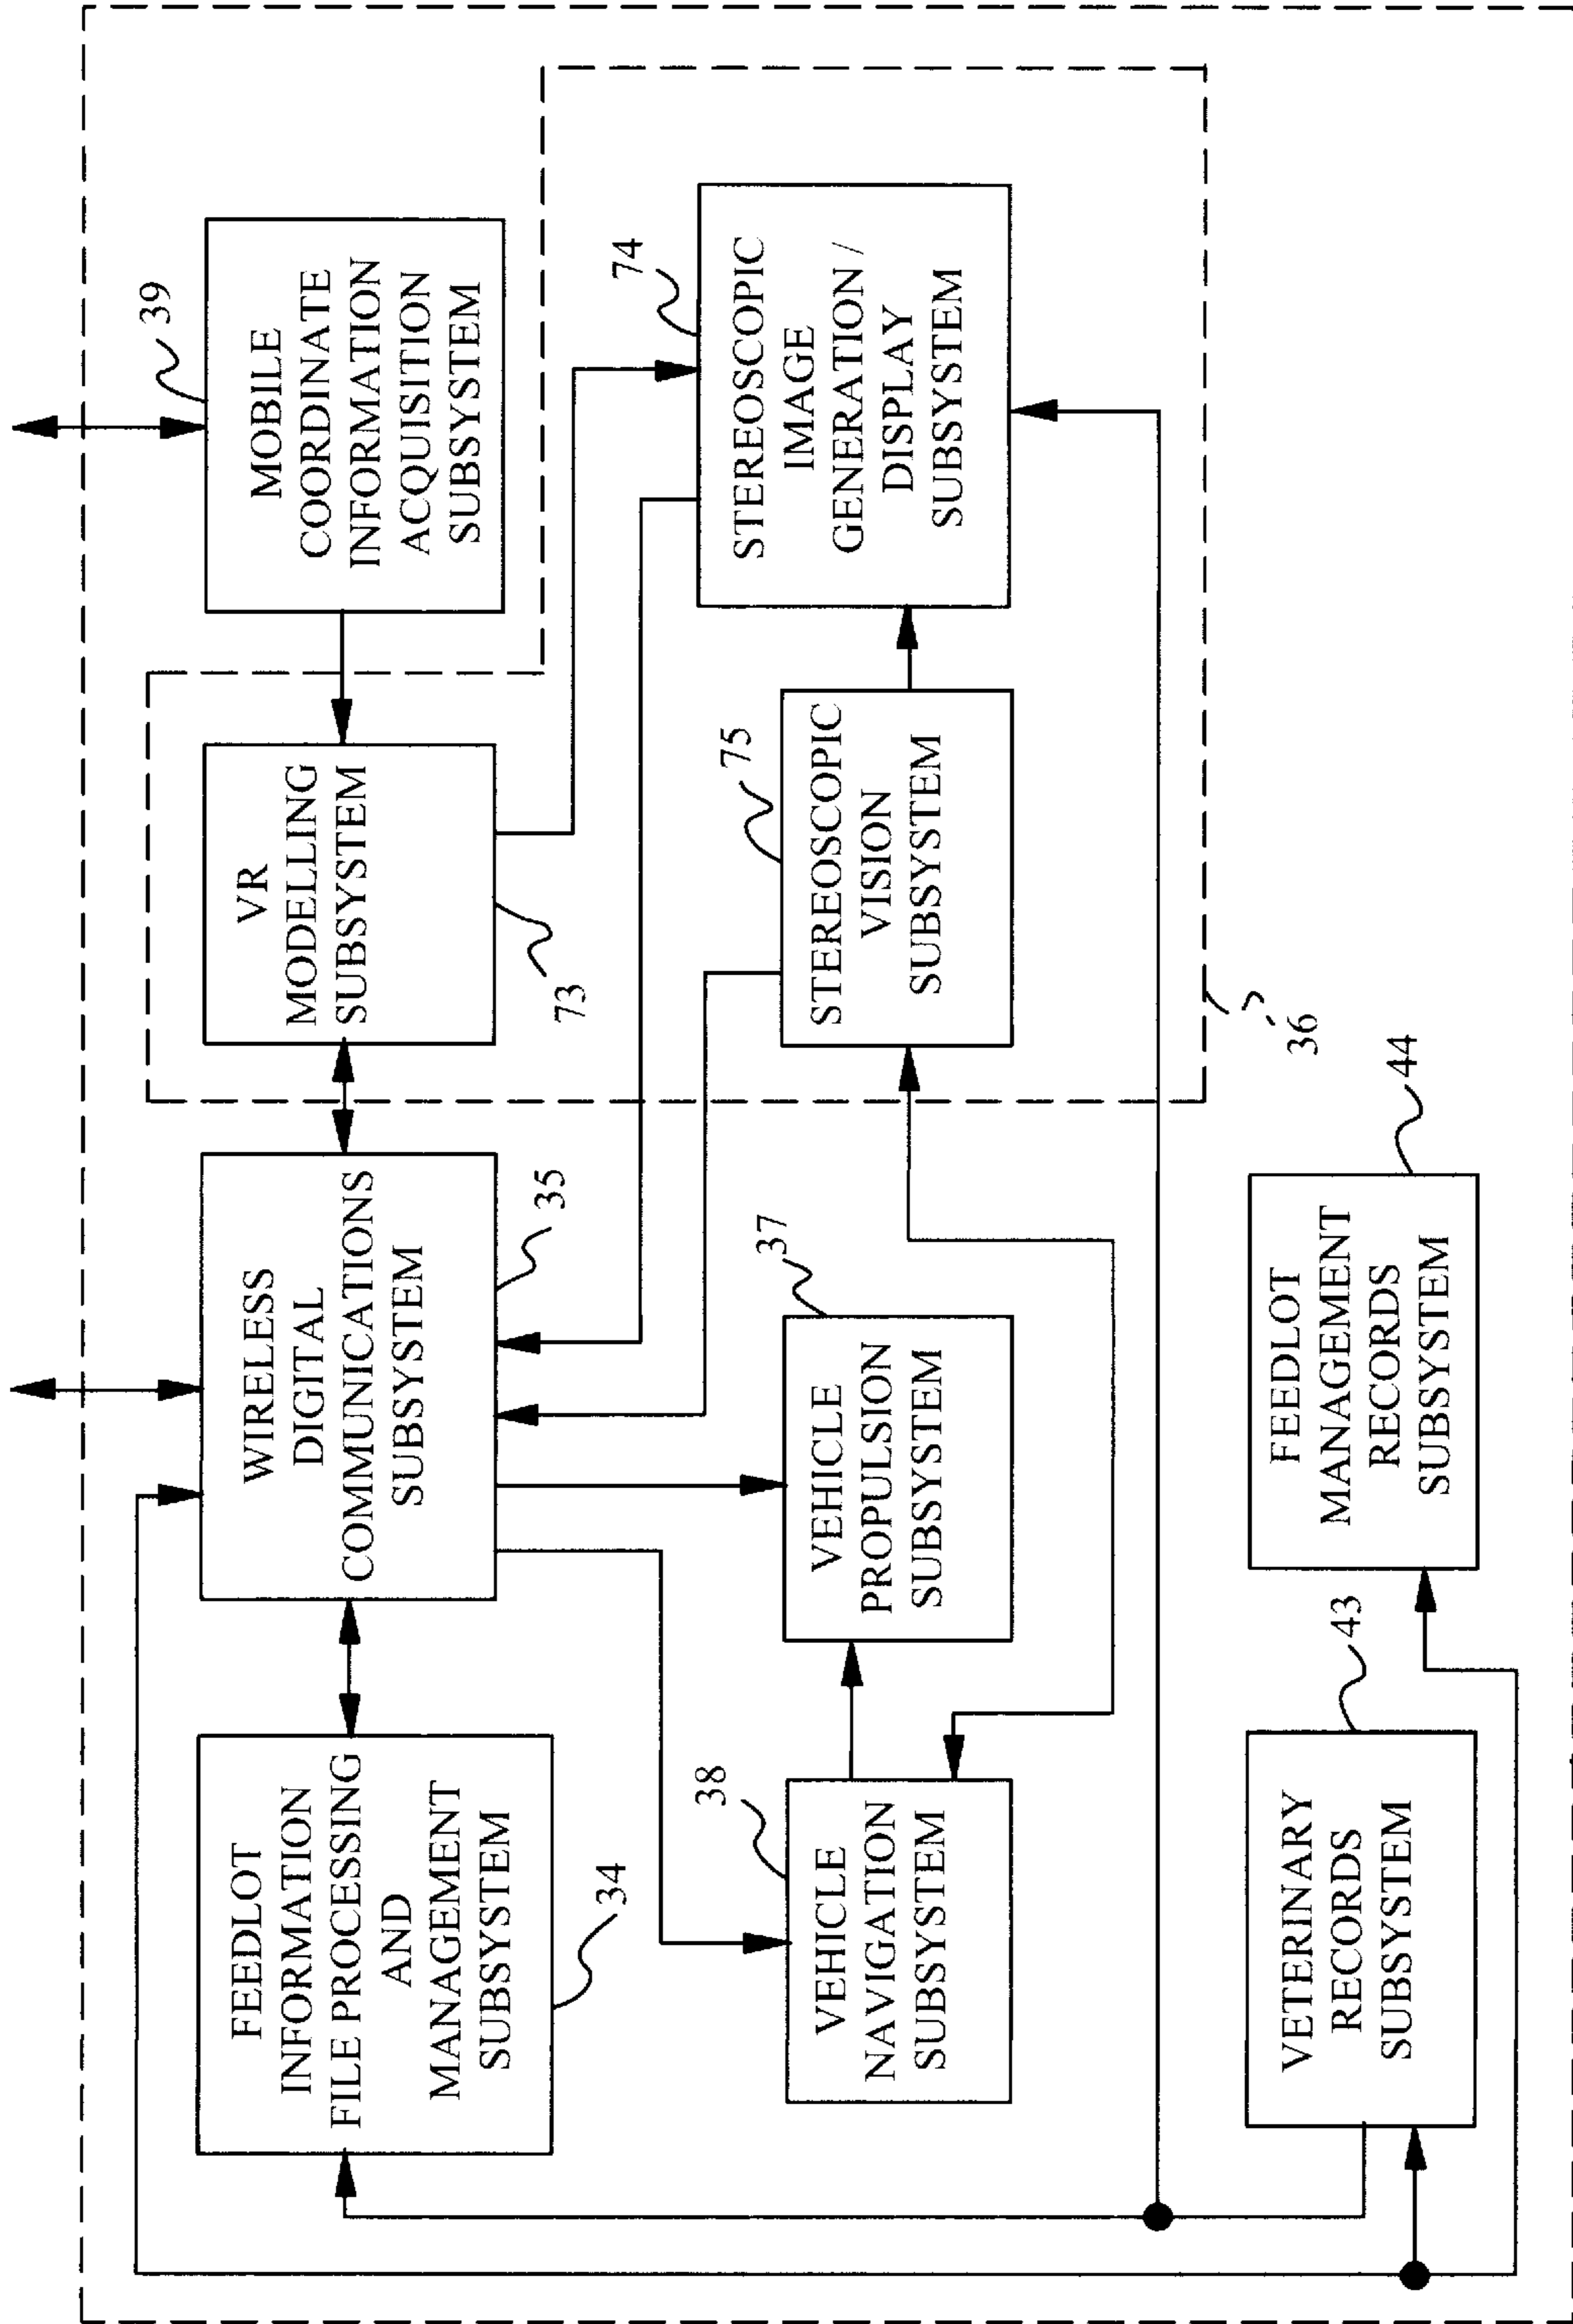 FEEDLOT
INFORMATION
FILE PROCESSING
AND
MANAGEMENT
SUBSYSTEM
34
WIRELESS
DIGITAL
COMMUNICATIONS
SUBSYSTEM
35
VR
MODELLING
SUBSYSTEM
73
MOBILE
COORDINATE
INFORMATION
ACQUISITION
SUBSYSTEM
39
VEHICLE
NAVIGATION
SUBSYSTEM
38
VEHICLE
PROPULSION
SUBSYSTEM
37
STEREOSCOPIC
VISION
SUBSYSTEM
75
STEREOSCOPIC
IMAGE
GENERATION /
DISPLAY
SUBSYSTEM
74
36
VETERINARY
RECORDS
SUBSYSTEM
43
FEEDLOT
MANAGEMENT
RECORDS
SUBSYSTEM
44